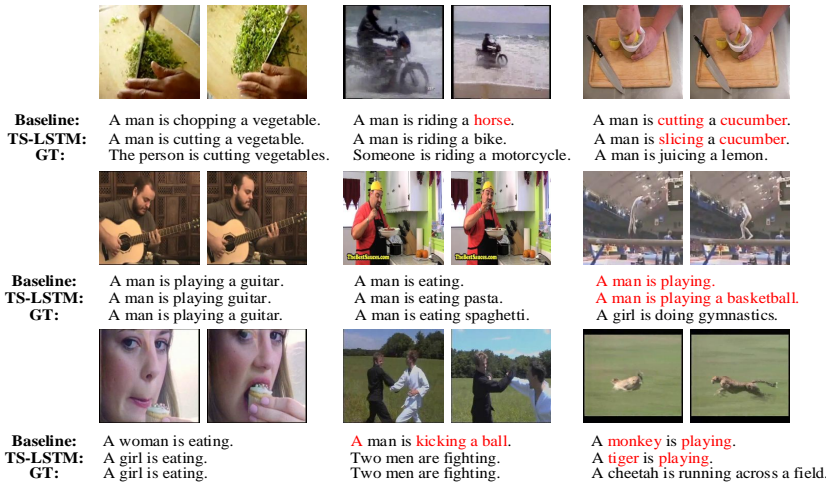 Baseline: A man is chopping a vegetable. A man is riding a horse. A man is cutting a cucumber.
TS-LSTM: A man is cutting a vegetable. A man is riding a bike. A man is slicing a cucumber.
GT: The person is cutting vegetables. Someone is riding a motorcycle. A man is juicing a lemon.
TheBestSauces.com TheBestSauces.com
Baseline: A man is playing a guitar. A man is eating. A man is playing.
TS-LSTM: A man is playing guitar. A man is eating pasta. A man is playing a basketball.
GT: A man is playing a guitar. A man is eating spaghetti. A girl is doing gymnastics.
Baseline: A woman is eating. A man is kicking a ball. A monkey is playing.
TS-LSTM: A girl is eating. Two men are fighting. A tiger is playing.
GT: A girl is eating. Two men are fighting. A cheetah is running across a field.